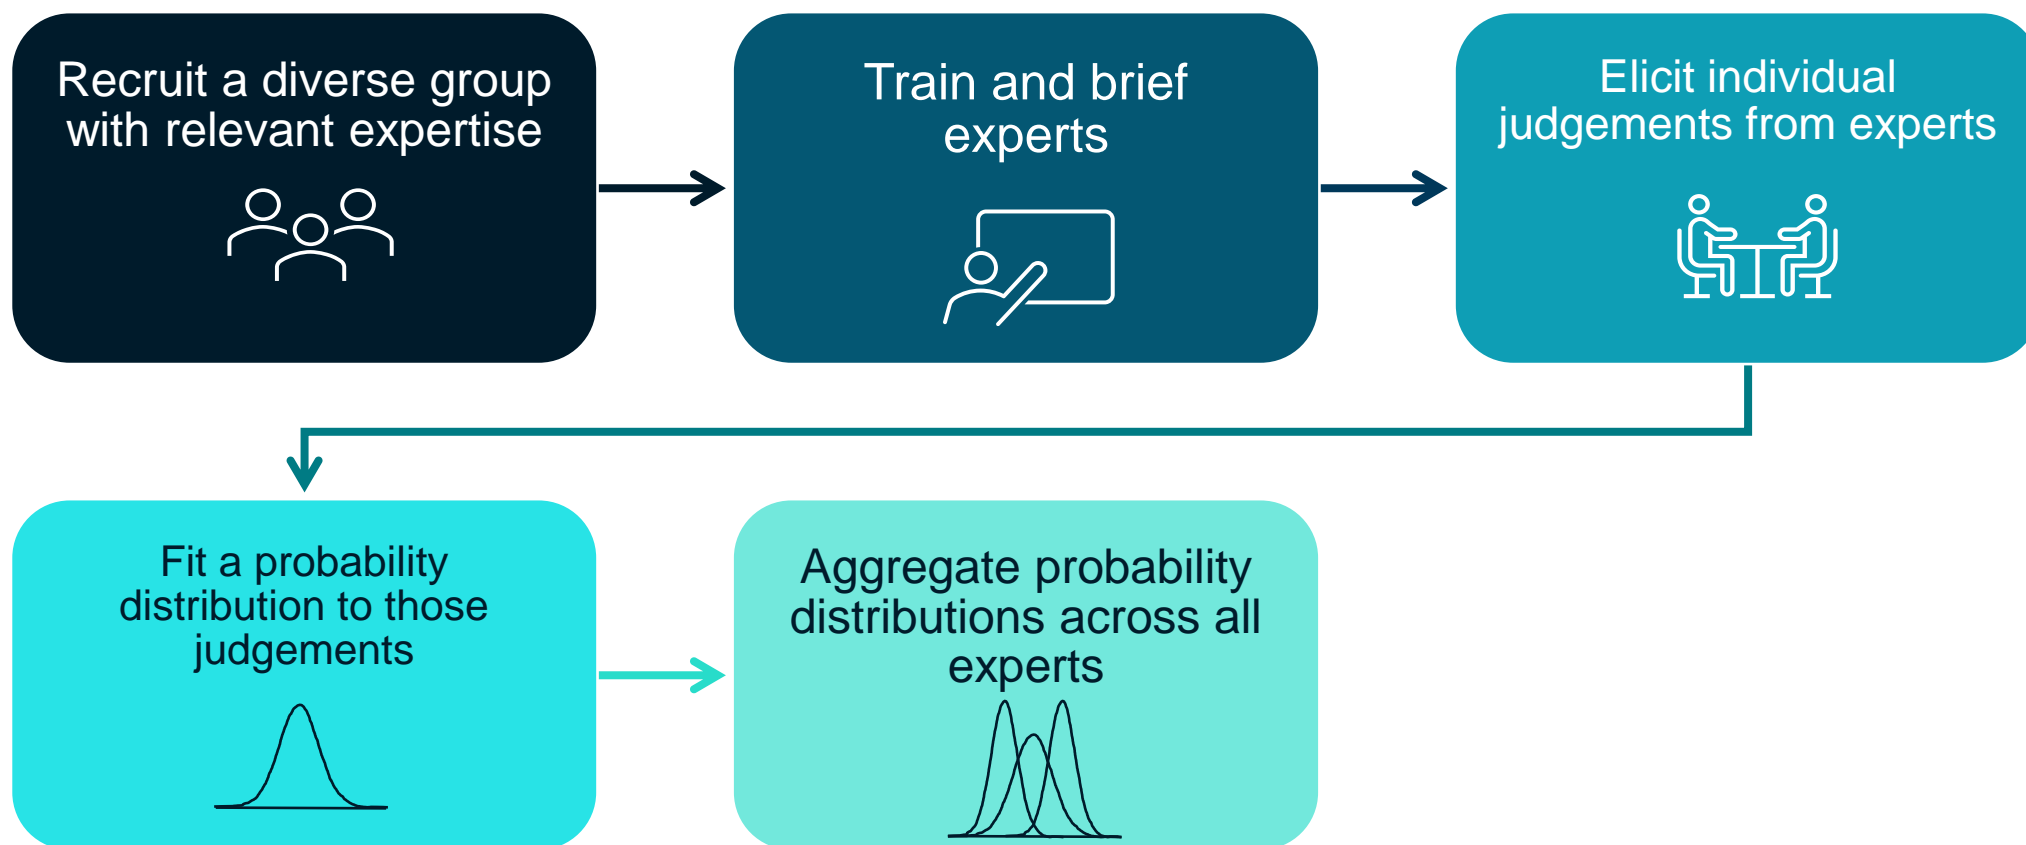 Recruit a diverse group
with relevant expertise
Train and brief
experts
Elicit individual
judgements from experts
Fit a probability
distribution to those
judgements
Aggregate probability
distributions across all
experts